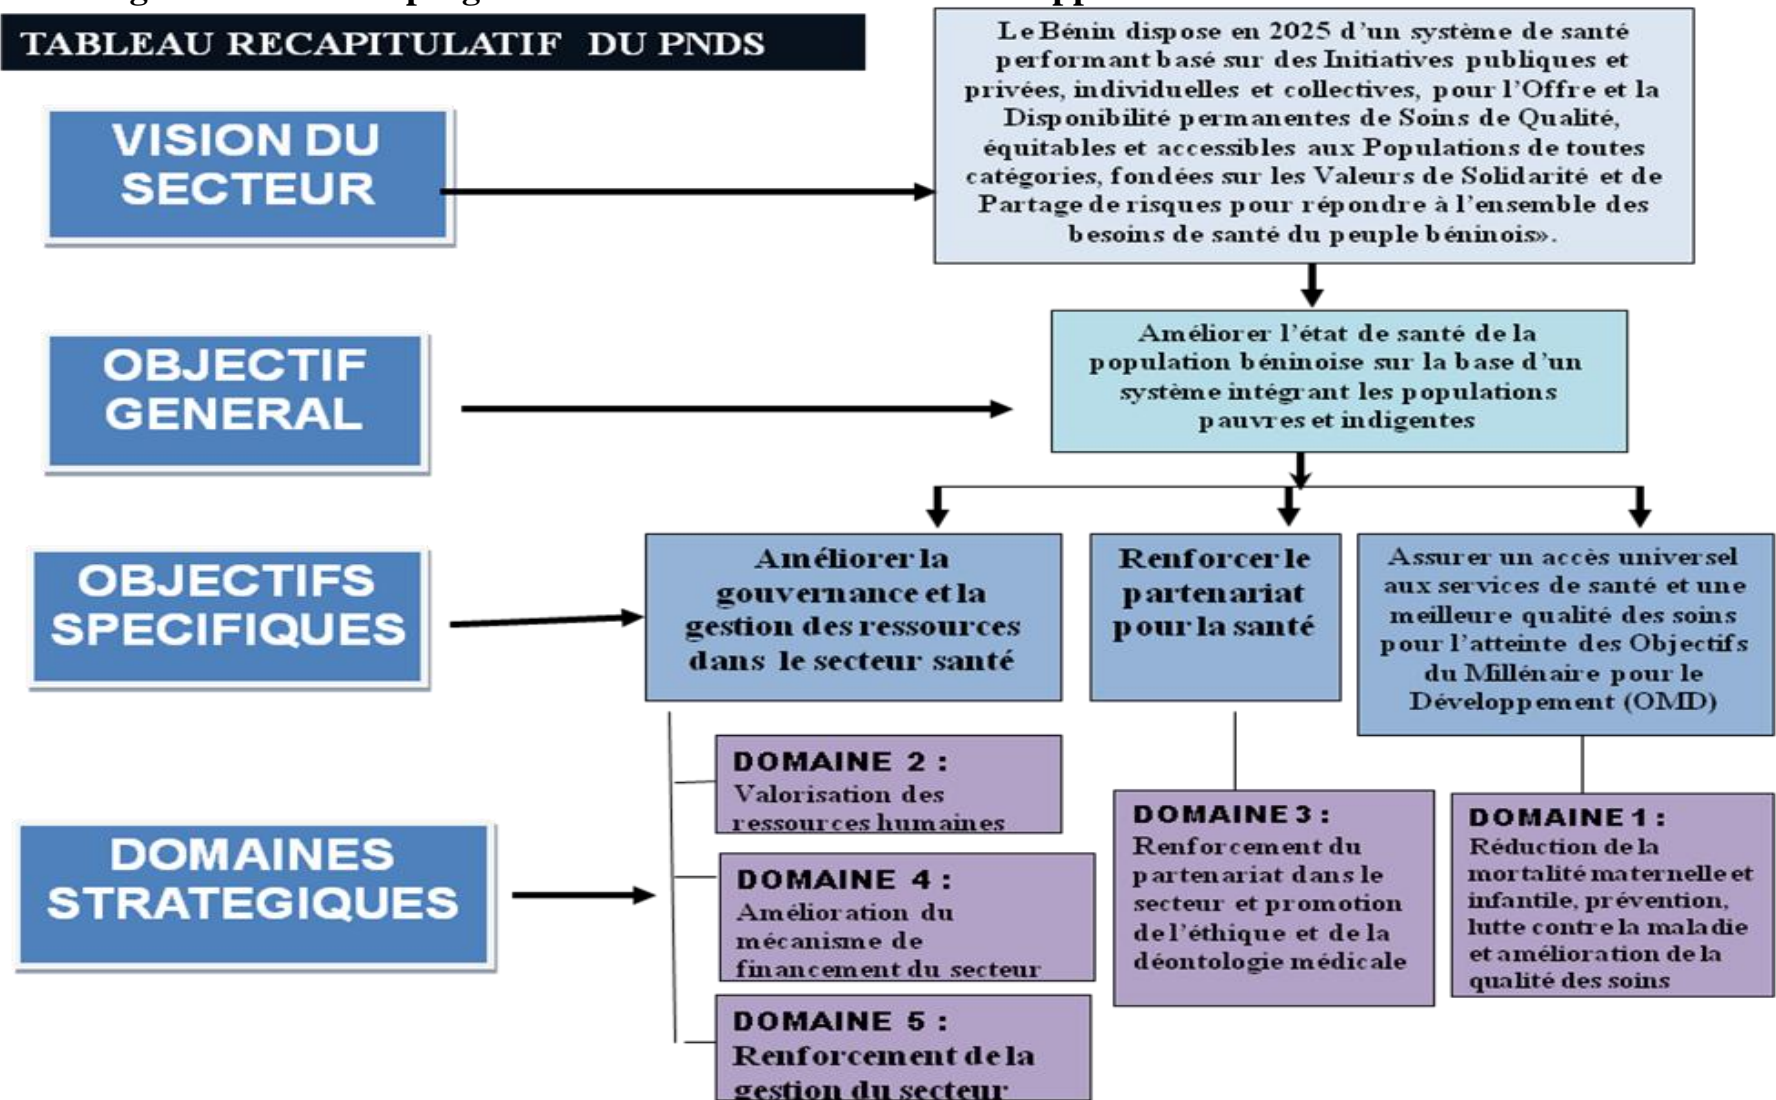 TABLEAU RECAPITULATIF DU PNDS
VISION DU
SECTEUR
Le Bénin dispose en 2025 d'un système de santé
performant basé sur des Initiatives publiques et
privées, individuelles et collectives, pour l'Offre et la
Disponibilité permanentes de Soins de Qualité,
équitables et accessibles aux Populations de toutes
catégories, fondées sur les Valeurs de Solidarité et de
Partage de risques pour répondre à l'ensemble des
besoins de santé du peuple béninois».
OBJECTIF
GENERAL
Améliorer l'état de santé de la
population béninoise sur la base d'un
système intégrant les populations
pauvres et indigentes
OBJECTIFS
SPECIFIQUES
Améliorer la
gouvernance et la
gestion des ressources
dans le secteur santé
Renforcer le
partenariat
pour la santé
Assurer un accès universel
aux services de santé et une
meilleure qualité des soins
pour l'atteinte des Objectifs
du Millénaire pour le
Développement (OMD)
DOMAINES
STRATEGIQUES
DOMAINE 2 :
Valorisation des
ressources humaines
DOMAINE 4 :
Amélioration du
mécanisme de
financement du secteur
DOMAINE 5 :
Renforcement de la
gestion du secteur
DOMAINE 3 :
Renforcement du
partenariat dans le
secteur et promotion
de l'éthique et de la
déontologie médicale
DOMAINE 1 :
Réduction de la
mortalité maternelle et
infantile, prévention,
lutte contre la maladie
et amélioration de la
qualité des soins